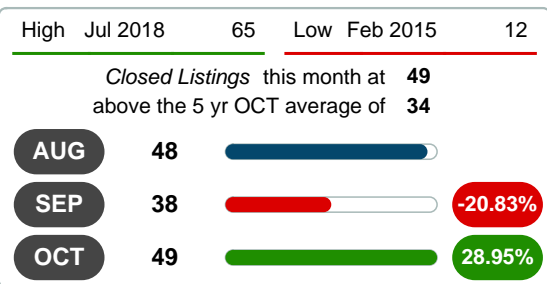 High Jul 2018 65 Low Feb 2015 12
Closed Listings this month at 49
above the 5 yr OCT average of 34
AUG 48
SEP 38 -20.83%
OCT 49 28.95%